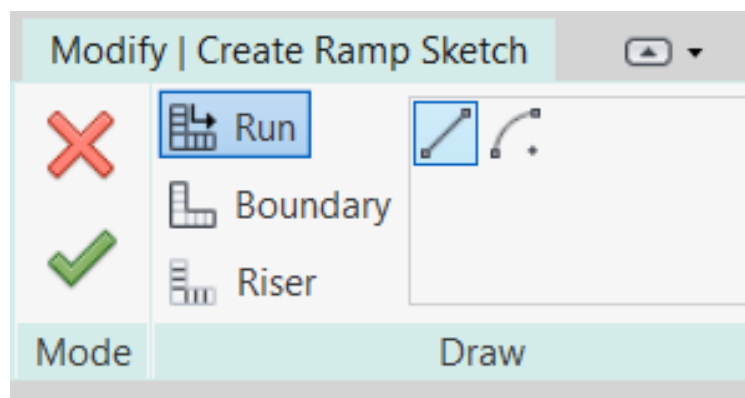 Modify | Create Ramp Sketch
Run
Boundary
Riser
Mode
Draw